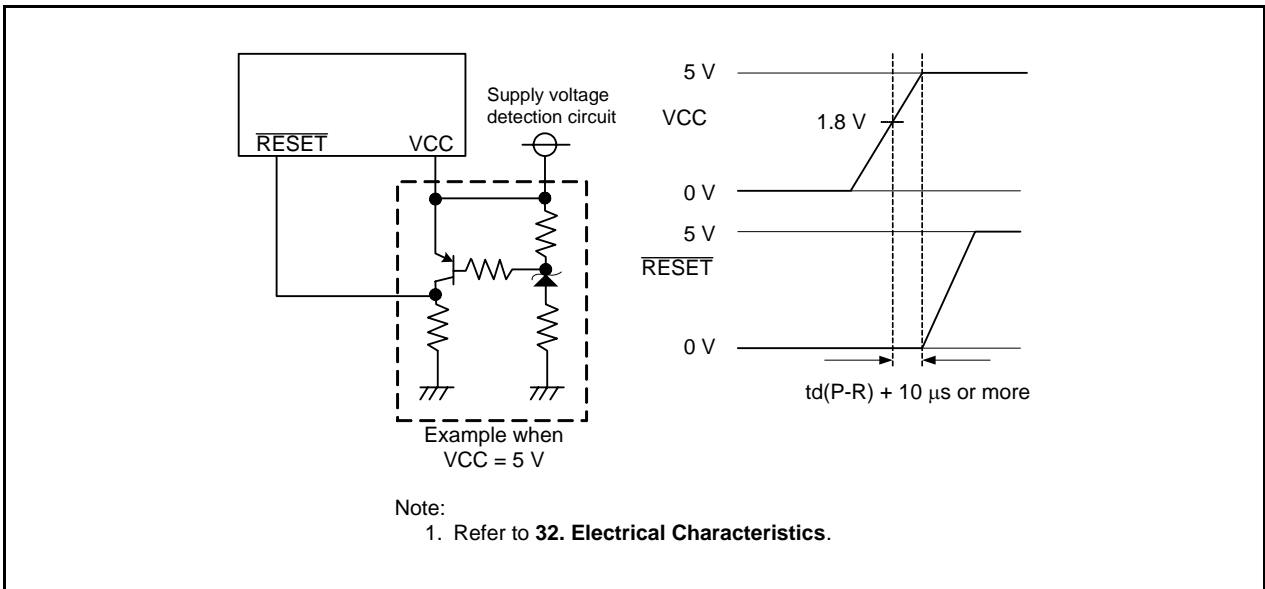 RESET
VCC
Supply voltage
detection circuit
Example when
VCC = 5 V
5 V
VCC
1.8 V
0 V
5 V
RESET
0 V
td(P-R) + 10 μs or more
Note:
1. Refer to 32. Electrical Characteristics.